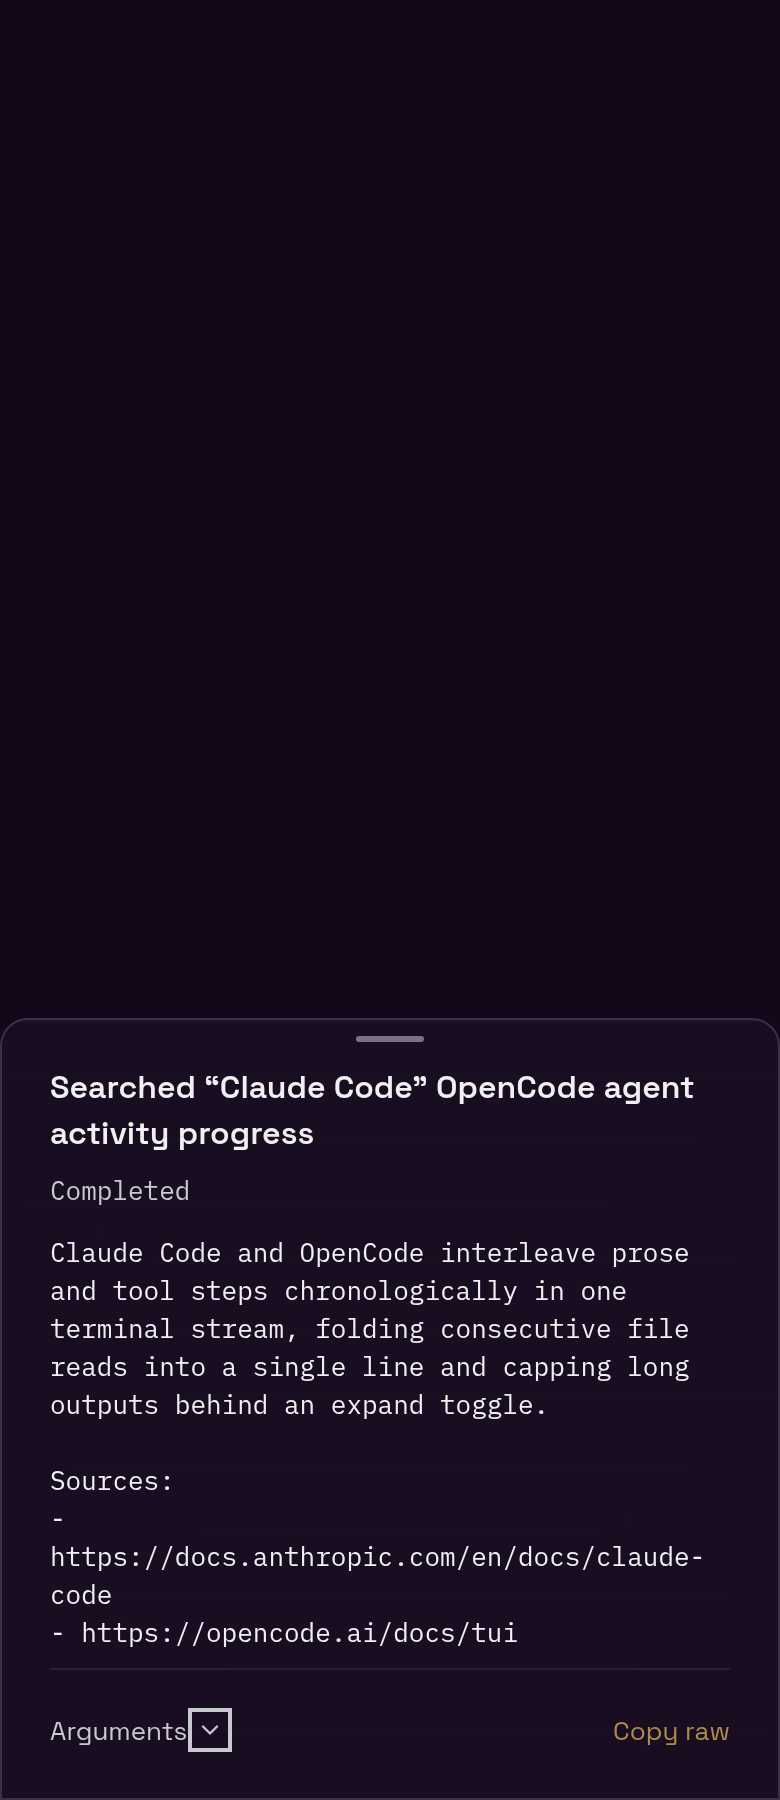 Searched “Claude Code” OpenCode agent
activity progress
Completed
Claude Code and OpenCode interleave prose
and tool steps chronologically in one
terminal stream, folding consecutive file
reads into a single line and capping long
outputs behind an expand toggle.
Sources:
-
https://docs.anthropic.com/en/docs/claude-
code
- https://opencode.ai/docs/tui
Arguments
Copy raw